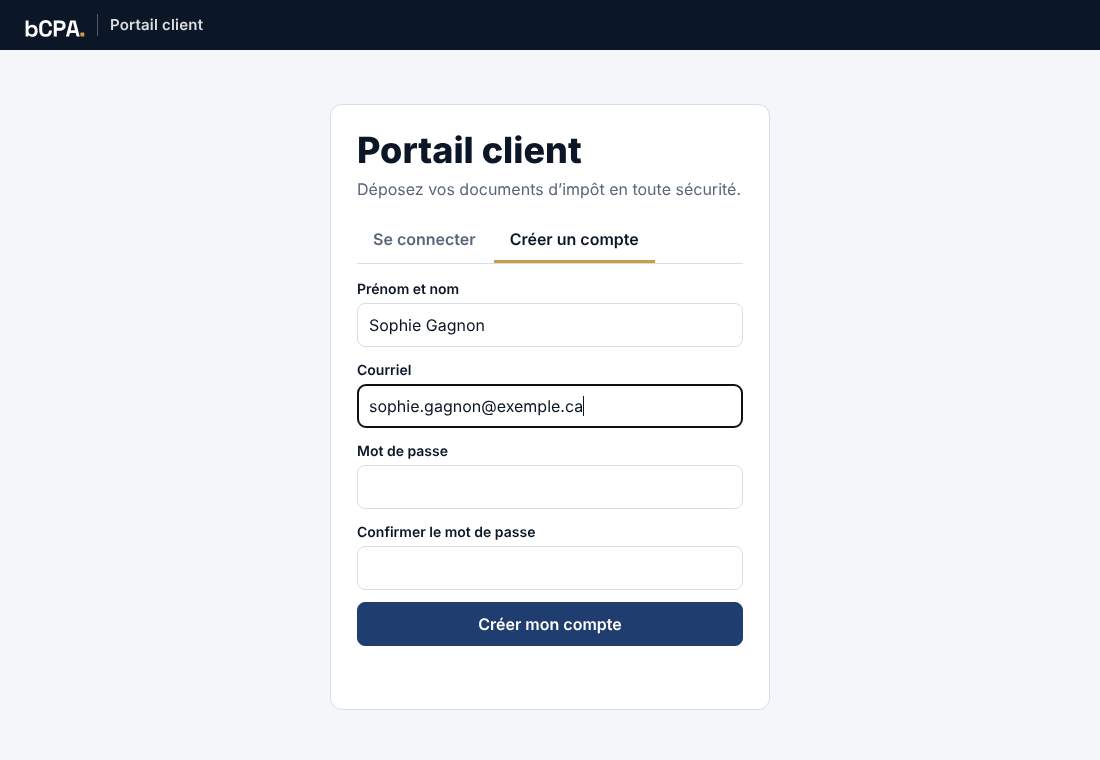 bCPA.
Portail client
Portail client
Déposez vos documents d’impôt en toute sécurité.
Se connecter
Créer un compte
Prénom et nom
Sophie Gagnon
Courriel
sophie.gagnon@exemple.ca
Mot de passe
Confirmer le mot de passe
Créer mon compte